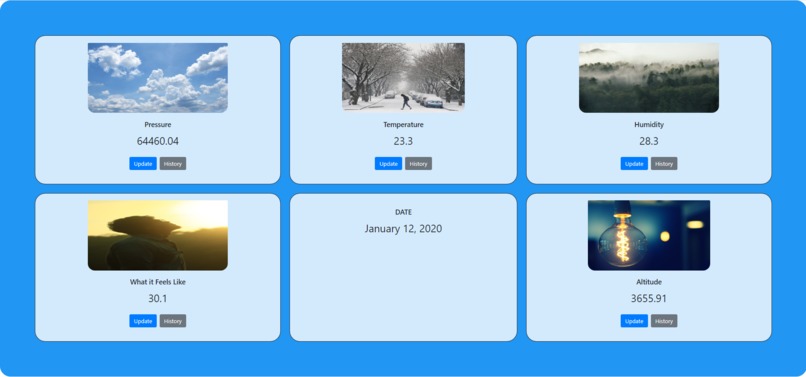 Pressure
64460.04
Update History
Temperature
23.3
Update History
Humidity
28.3
Update History
What it Feels Like
30.1
Update History
DATE
January 12, 2020
Altitude
3655.91
Update History